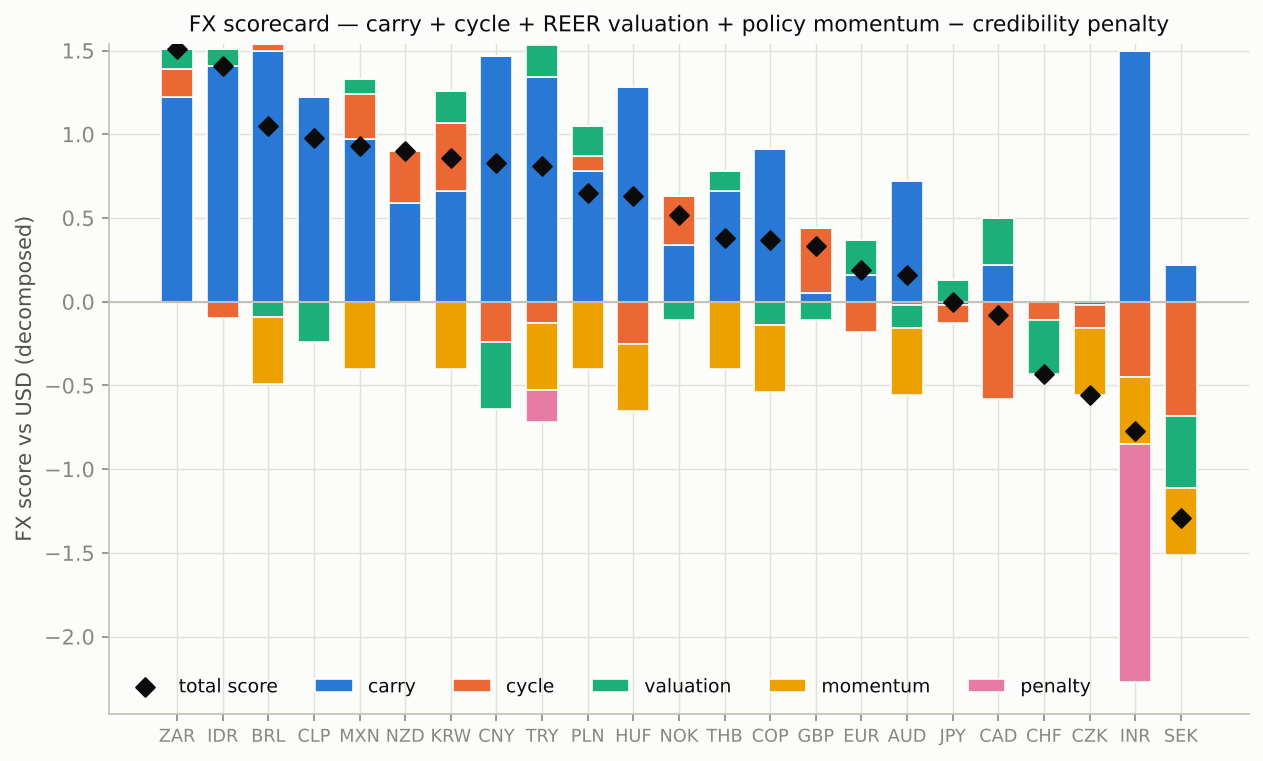 FX scorecard — carry + cycle + REER valuation + policy momentum − credibility penalty
FX score vs USD (decomposed)
1.5
1.0
0.5
0.0
−0.5
−1.0
−1.5
−2.0
total score carry cycle valuation momentum penalty
ZAR IDR BRL CLP MXN NZD KRW CNY TRY PLN HUF NOK THB COP GBP EUR AUD JPY CAD CHF CZK INR SEK